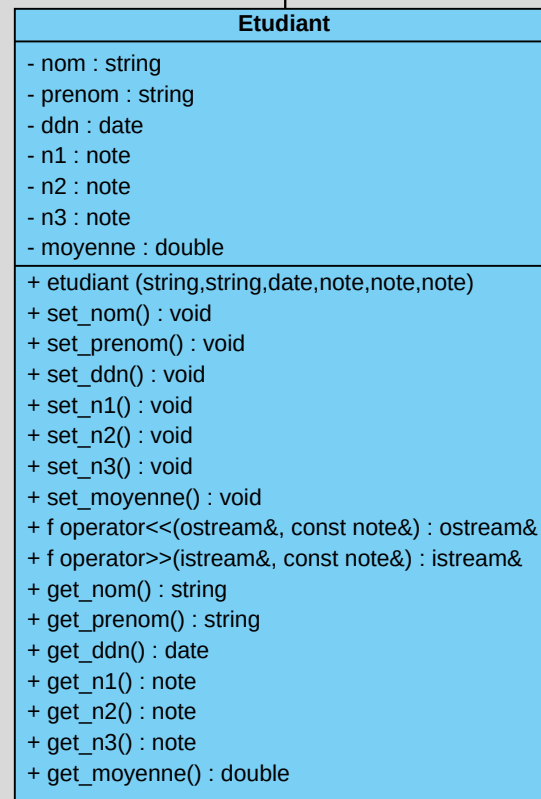 Etudiant
- nom : string
- prenom : string
- ddn : date
- n1 : note
- n2 : note
- n3 : note
- moyenne : double
+ etudiant (string,string,date,note,note,note)
+ set_nom() : void
+ set_prenom() : void
+ set_ddn() : void
+ set_n1() : void
+ set_n2() : void
+ set_n3() : void
+ set_moyenne() : void
+ f operator<<(ostream&, const note&) : ostream&
+ f operator>>(istream&, const note&) : istream&
+ get_nom() : string
+ get_prenom() : string
+ get_ddn() : date
+ get_n1() : note
+ get_n2() : note
+ get_n3() : note
+ get_moyenne() : double